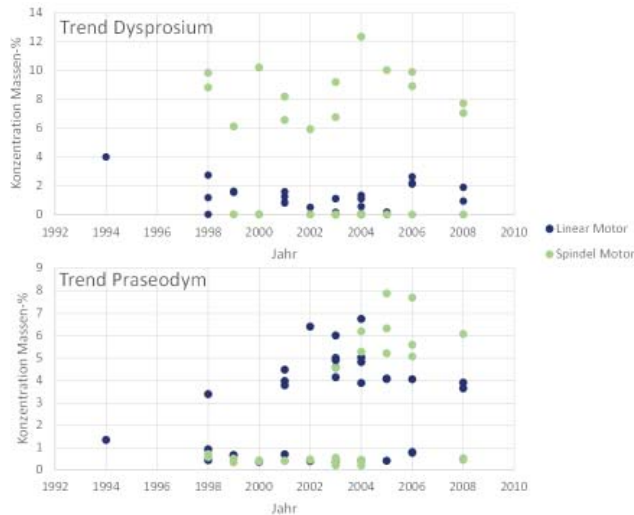 Trend Dysprosium
Konzentration Massen-%
14
12
10
8
6
4
2
0
1992 1994 1996 1998 2000 2002 2004 2006 2008 2010
Jahr
Linear Motor
Spindel Motor
Trend Praseodym
Konzentration Massen-%
9
8
7
6
5
4
3
2
1
0
1992 1994 1996 1998 2000 2002 2004 2006 2008 2010
Jahr